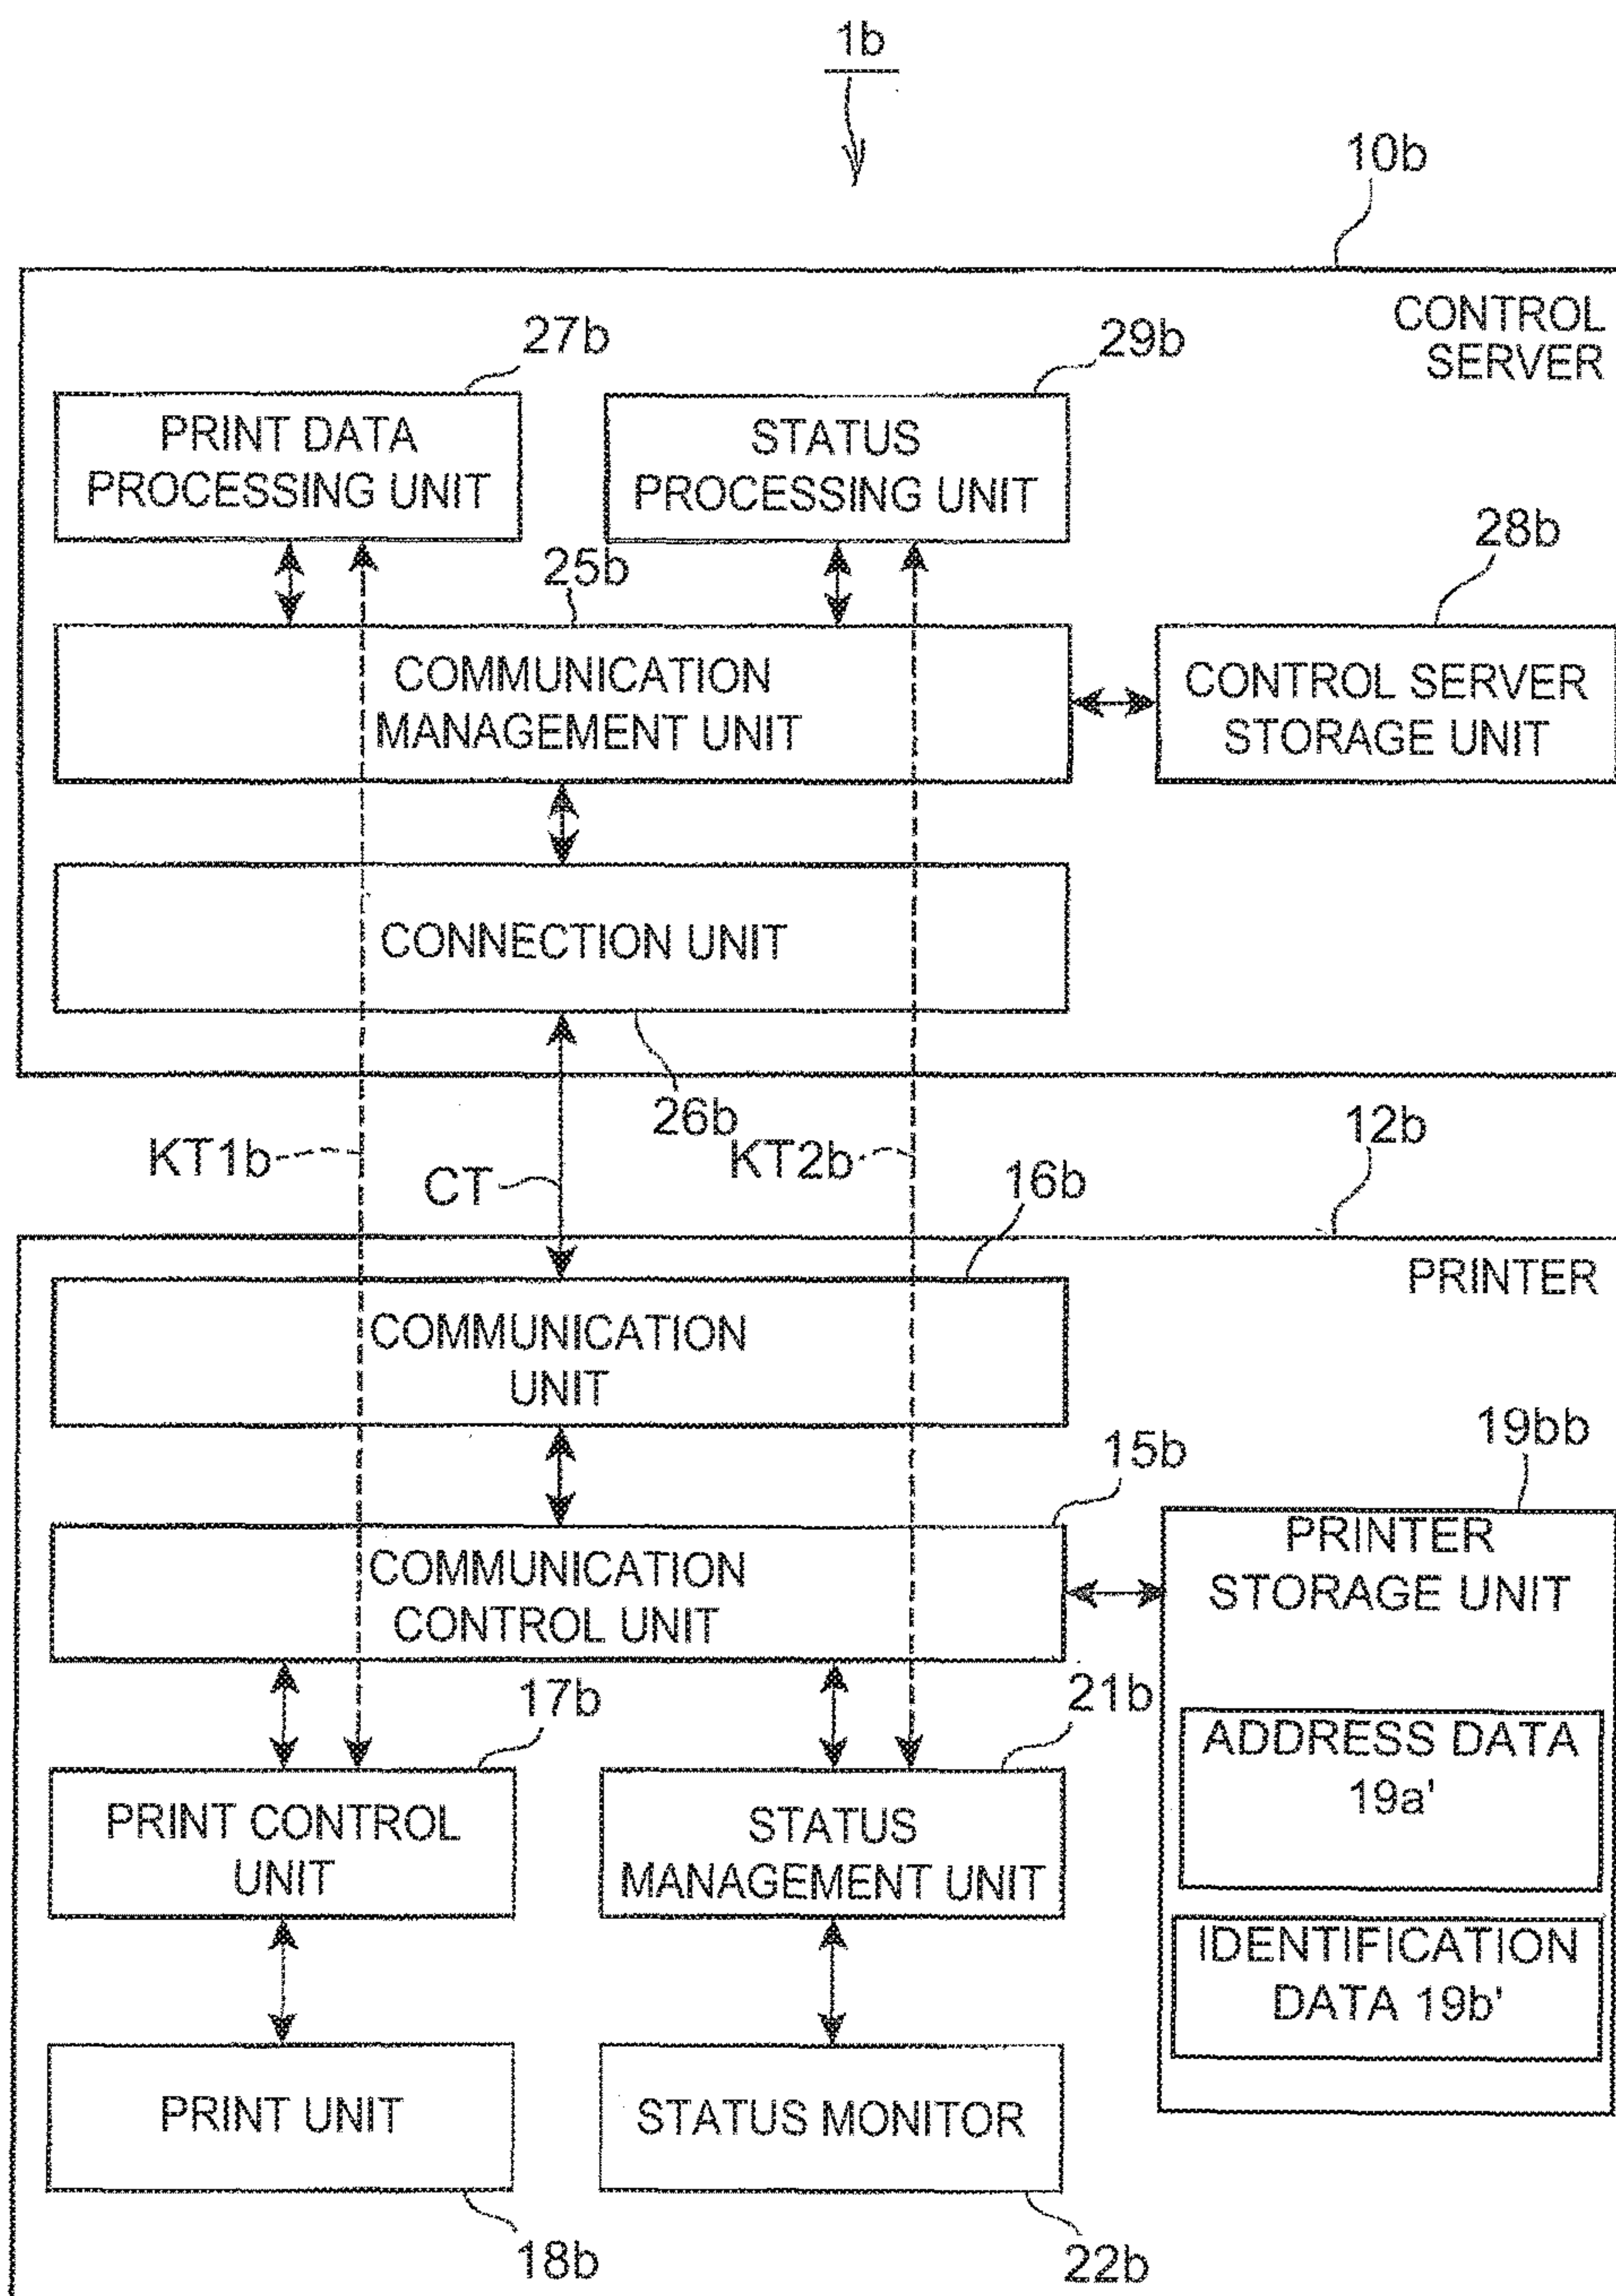 1b
10b
CONTROL
SERVER
27b
29b
PRINT DATA
PROCESSING UNIT
STATUS
PROCESSING UNIT
28b
25b
COMMUNICATION
MANAGEMENT UNIT
CONTROL SERVER
STORAGE UNIT
CONNECTION UNIT
26b
12b
KT1b
CT
KT2b
16b
PRINTER
COMMUNICATION
UNIT
19bb
15b
PRINTER
STORAGE UNIT
COMMUNICATION
CONTROL UNIT
17b
21b
ADDRESS DATA
19a'
PRINT CONTROL
UNIT
STATUS
MANAGEMENT UNIT
IDENTIFICATION
DATA 19b'
PRINT UNIT
STATUS MONITOR
18b
22b